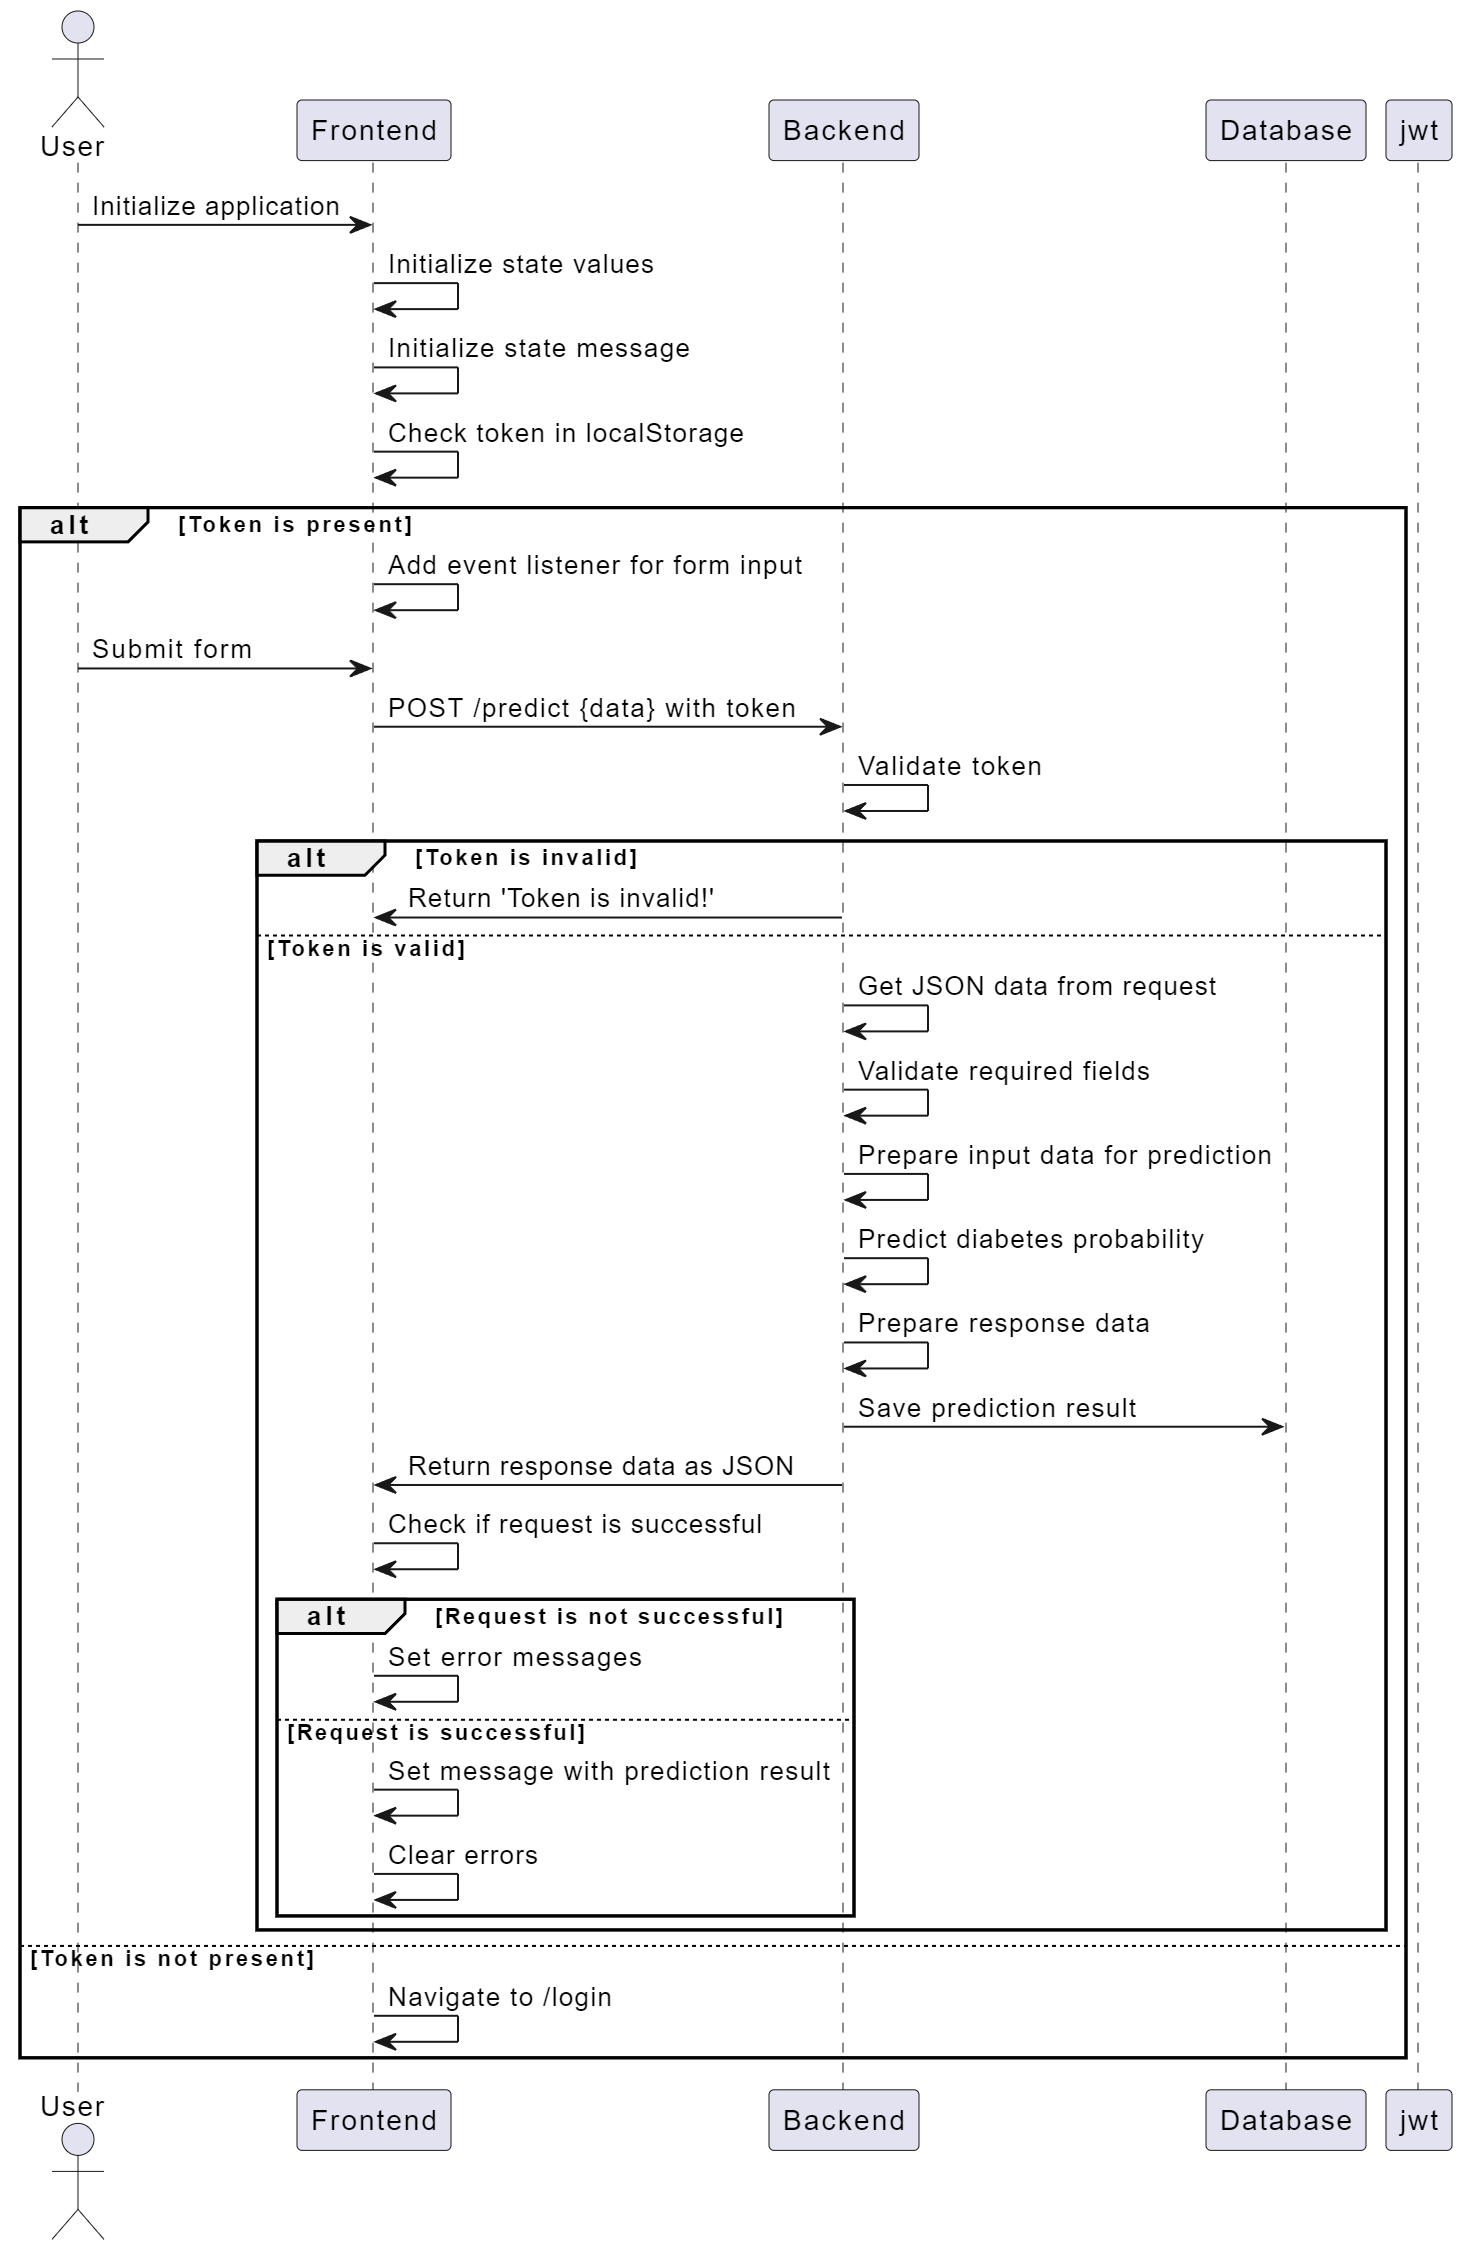 User
Frontend
Backend
Database
jwt
Initialize application
Initialize state values
Initialize state message
Check token in localStorage
alt
[Token is present]
Add event listener for form input
Submit form
POST /predict {data} with token
Validate token
alt
[Token is invalid]
Return 'Token is invalid!'
[Token is valid]
Get JSON data from request
Validate required fields
Prepare input data for prediction
Predict diabetes probability
Prepare response data
Save prediction result
Return response data as JSON
Check if request is successful
alt
[Request is not successful]
Set error messages
[Request is successful]
Set message with prediction result
Clear errors
[Token is not present]
Navigate to /login
User
Frontend
Backend
Database
jwt